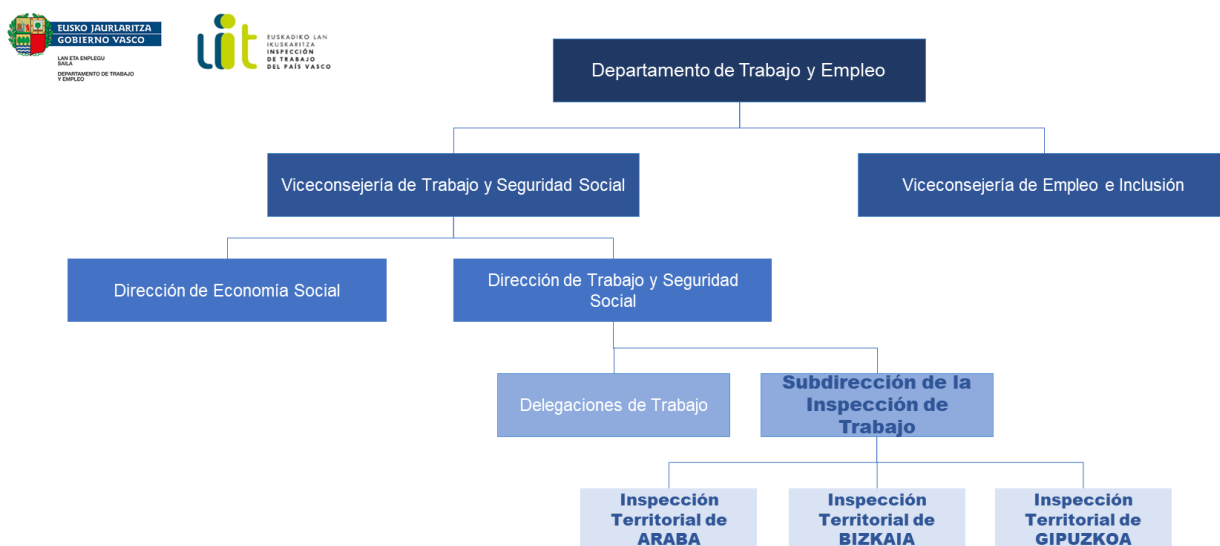 EUSKO JAURLARITZA
GOBIERNO VASCO
LAN ETA ENPLEGU
SAILA
DEPARTAMENTO DE TRABAJO
Y EMPLEO
uit
EUSKADIKO LAN
IKUSKARITZA
INSPECCIÓN
DE TRABAJO
DEL PAÍS VASCO
Departamento de Trabajo y Empleo
Viceconsejería de Trabajo y Seguridad Social
Viceconsejería de Empleo e Inclusión
Dirección de Economía Social
Dirección de Trabajo y Seguridad
Social
Delegaciones de Trabajo
Subdirección de la
Inspección de
Trabajo
Inspección
Territorial de
ARABA
Inspección
Territorial de
BIZKAIA
Inspección
Territorial de
GIPUZKOA